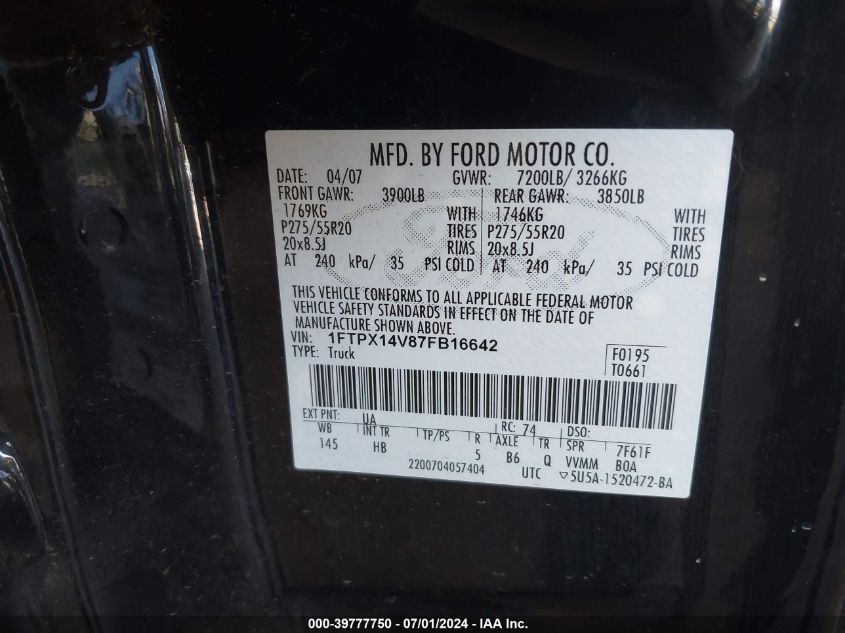 MFD. BY FORD MOTOR CO.
DATE: 04/07 GVWR: 7200LB/ 3266KG
FRONT GAWR: 3900LB REAR GAWR: 3850LB
1769KG WITH 1746KG WITH
P275/55R20 TIRES P275/55R20 TIRES
20x8.5J RIMS 20x8.5J RIMS
AT 240 kPa/ 35 PSI COLD AT 240 kPa/ 35 PSI COLD
THIS VEHICLE CONFORMS TO ALL APPLICABLE FEDERAL MOTOR
VEHICLE SAFETY STANDARDS IN EFFECT ON THE DATE OF
MANUFACTURE SHOWN ABOVE.
VIN: 1FTPX14V87FB16642 F0195
TYPE: Truck T0661
EXT PNT: UA RC: 74 DSO:
WB INT TR TP/PS R AXLE TR SPR 7F61F
145 HB 5 B6 Q VVMM BOA
2200704057404 UTC ▽5U5A-1520472-BA
000-39777750 / 07/01/2024 - IAA Inc.